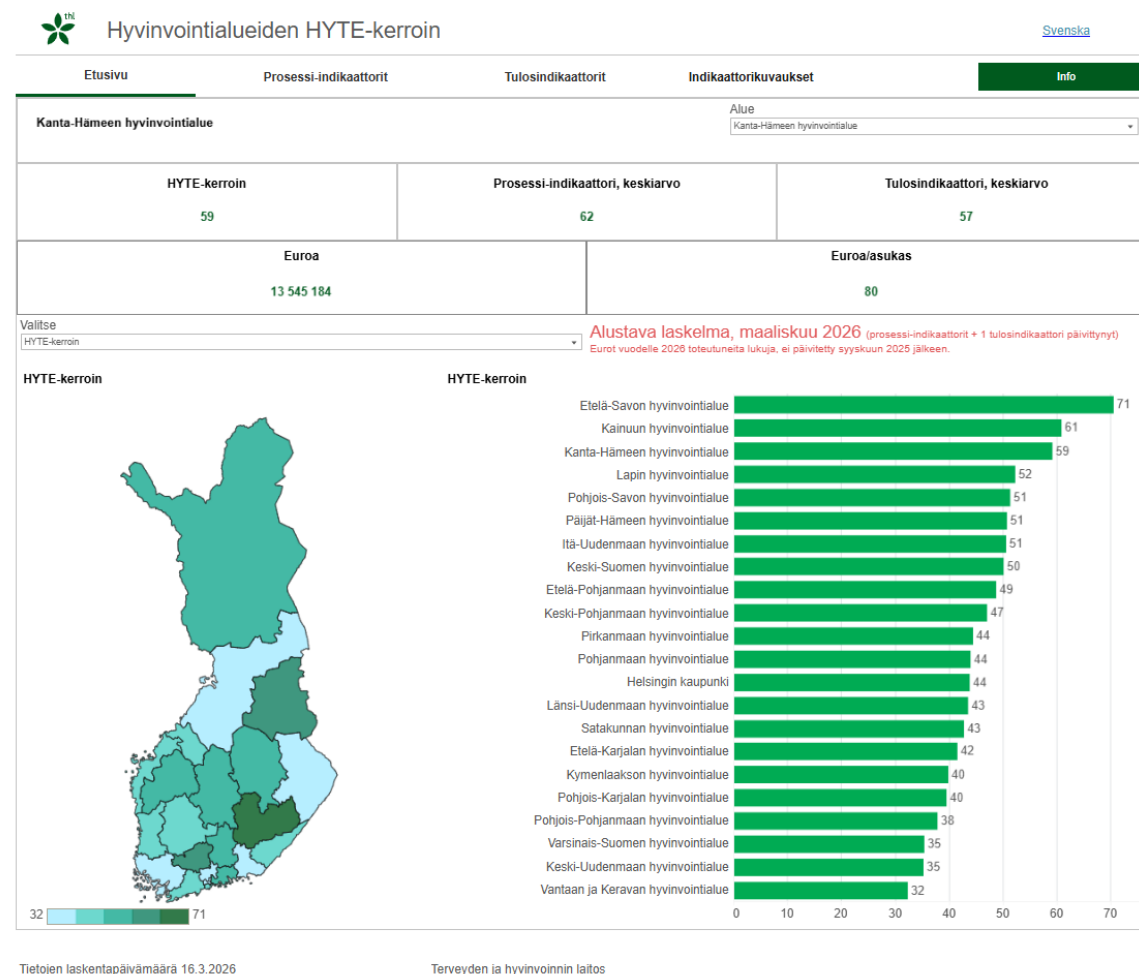 thl
Hyvinvointialueiden HYTE-kerroin
Svenska
Etusivu
Prosessi-indikaattorit
Tulosindikaattorit
Indikaattorikuvaukset
Info
Kanta-Hämeen hyvinvointialue
Alue
Kanta-Hämeen hyvinvointialue
HYTE-kerroin
59
Prosessi-indikaattori, keskiarvo
62
Tulosindikaattori, keskiarvo
57
Euroa
13 545 184
Euroa/asukas
80
Valitse
HYTE-kerroin
Alustava laskelma, maaliskuu 2026 (prosessi-indikaattorit + 1 tulosindikaattori päivittynyt)
Eurot vuodelle 2026 toteutuneita lukuja, ei päivitetty syyskuun 2025 jälkeen.
HYTE-kerroin
32
71
HYTE-kerroin
Etelä-Savon hyvinvointialue 71
Kainuun hyvinvointialue 61
Kanta-Hämeen hyvinvointialue 59
Lapin hyvinvointialue 52
Pohjois-Savon hyvinvointialue 51
Päijät-Hämeen hyvinvointialue 51
Itä-Uudenmaan hyvinvointialue 51
Keski-Suomen hyvinvointialue 50
Etelä-Pohjanmaan hyvinvointialue 49
Keski-Pohjanmaan hyvinvointialue 47
Pirkanmaan hyvinvointialue 44
Pohjanmaan hyvinvointialue 44
Helsingin kaupunki 44
Länsi-Uudenmaan hyvinvointialue 43
Satakunnan hyvinvointialue 43
Etelä-Karjalan hyvinvointialue 42
Kymenlaakson hyvinvointialue 40
Pohjois-Karjalan hyvinvointialue 40
Pohjois-Pohjanmaan hyvinvointialue 38
Varsinais-Suomen hyvinvointialue 35
Keski-Uudenmaan hyvinvointialue 35
Vantaan ja Keravan hyvinvointialue 32
0 10 20 30 40 50 60 70
Tietojen laskentapäivämäärä 16.3.2026
Terveyden ja hyvinvoinnin laitos